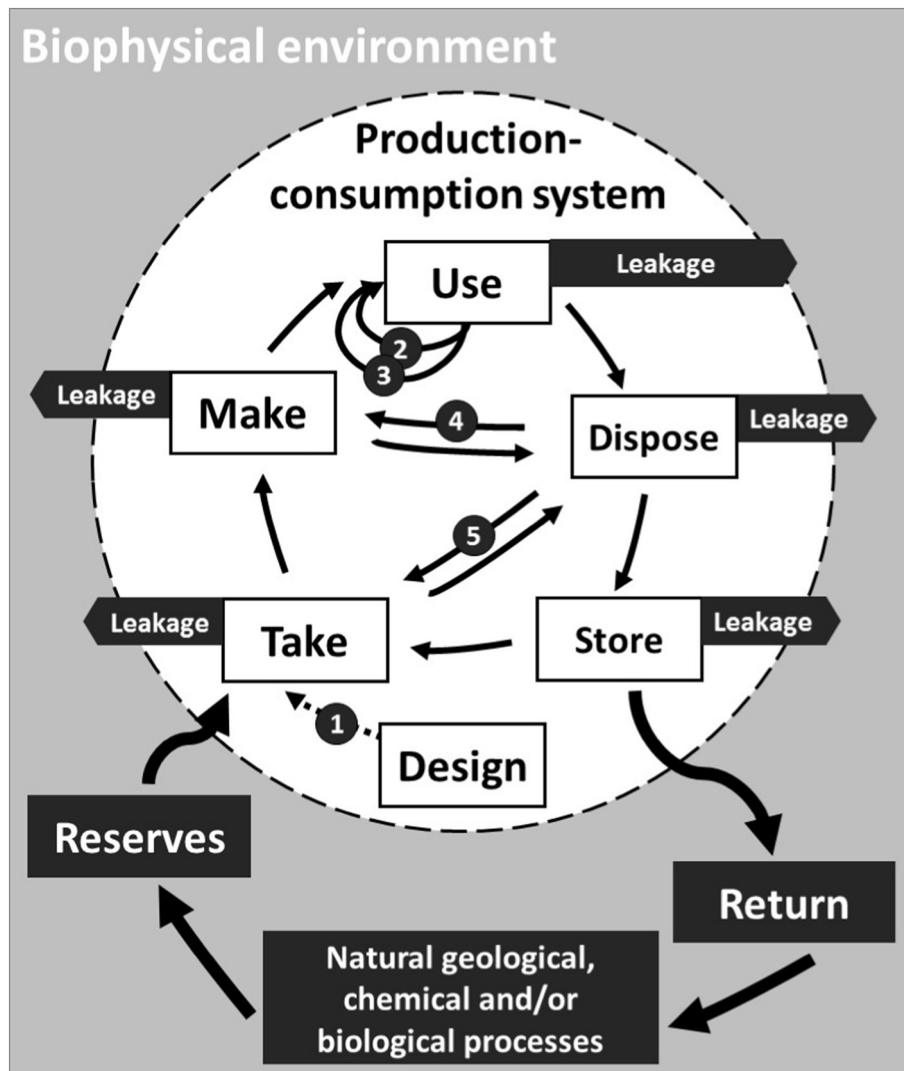 Biophysical environment
Production-
consumption system
Use
Leakage
2
3
Leakage
Make
4
Dispose
Leakage
5
Leakage
Take
Store
Leakage
1
Design
Reserves
Return
Natural geological,
chemical and/or
biological processes